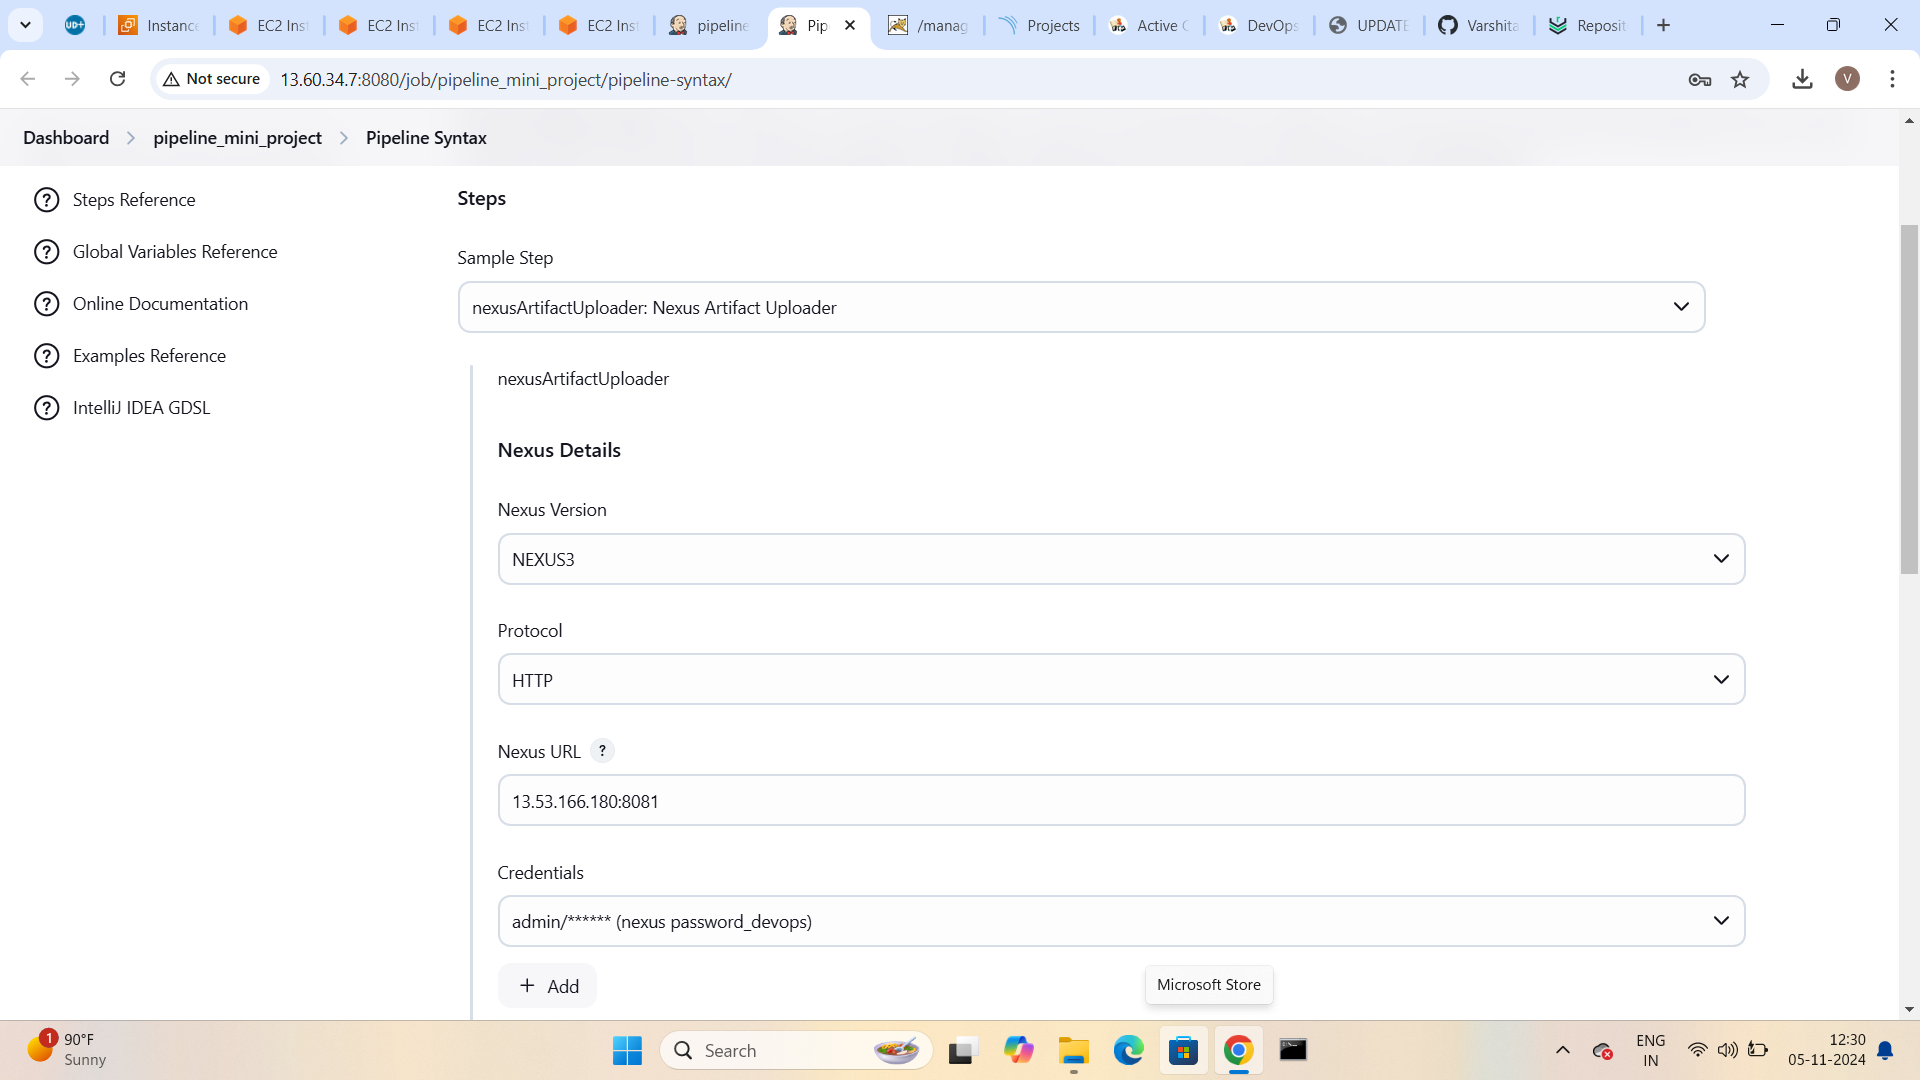 UD+
Instance
EC2 Inst
EC2 Inst
EC2 Inst
EC2 Inst
pipeline
Pip
/manag
Projects
Active C
DevOps
UPDATE
Varshita
Reposit
Not secure
13.60.34.7:8080/job/pipeline_mini_project/pipeline-syntax/
V
Dashboard
pipeline_mini_project
Pipeline Syntax
? Steps Reference
? Global Variables Reference
? Online Documentation
? Examples Reference
? IntelliJ IDEA GDSL
Steps
Sample Step
nexusArtifactUploader: Nexus Artifact Uploader
nexusArtifactUploader
Nexus Details
Nexus Version
NEXUS3
Protocol
HTTP
Nexus URL ?
13.53.166.180:8081
Credentials
admin/****** (nexus password_devops)
+ Add
Microsoft Store
1
90°F
Sunny
Search
ENG
IN
12:30
05-11-2024